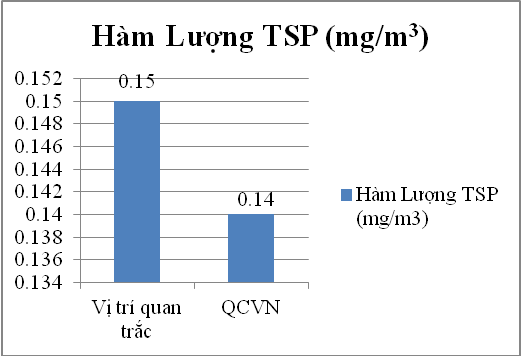 Hàm Lượng TSP (mg/m³)
0.152
0.15
0.148
0.146
0.144
0.142
0.14
0.138
0.136
0.134
0.15
0.14
Vị trí quan
trắc
QCVN
Hàm Lượng TSP
(mg/m3)